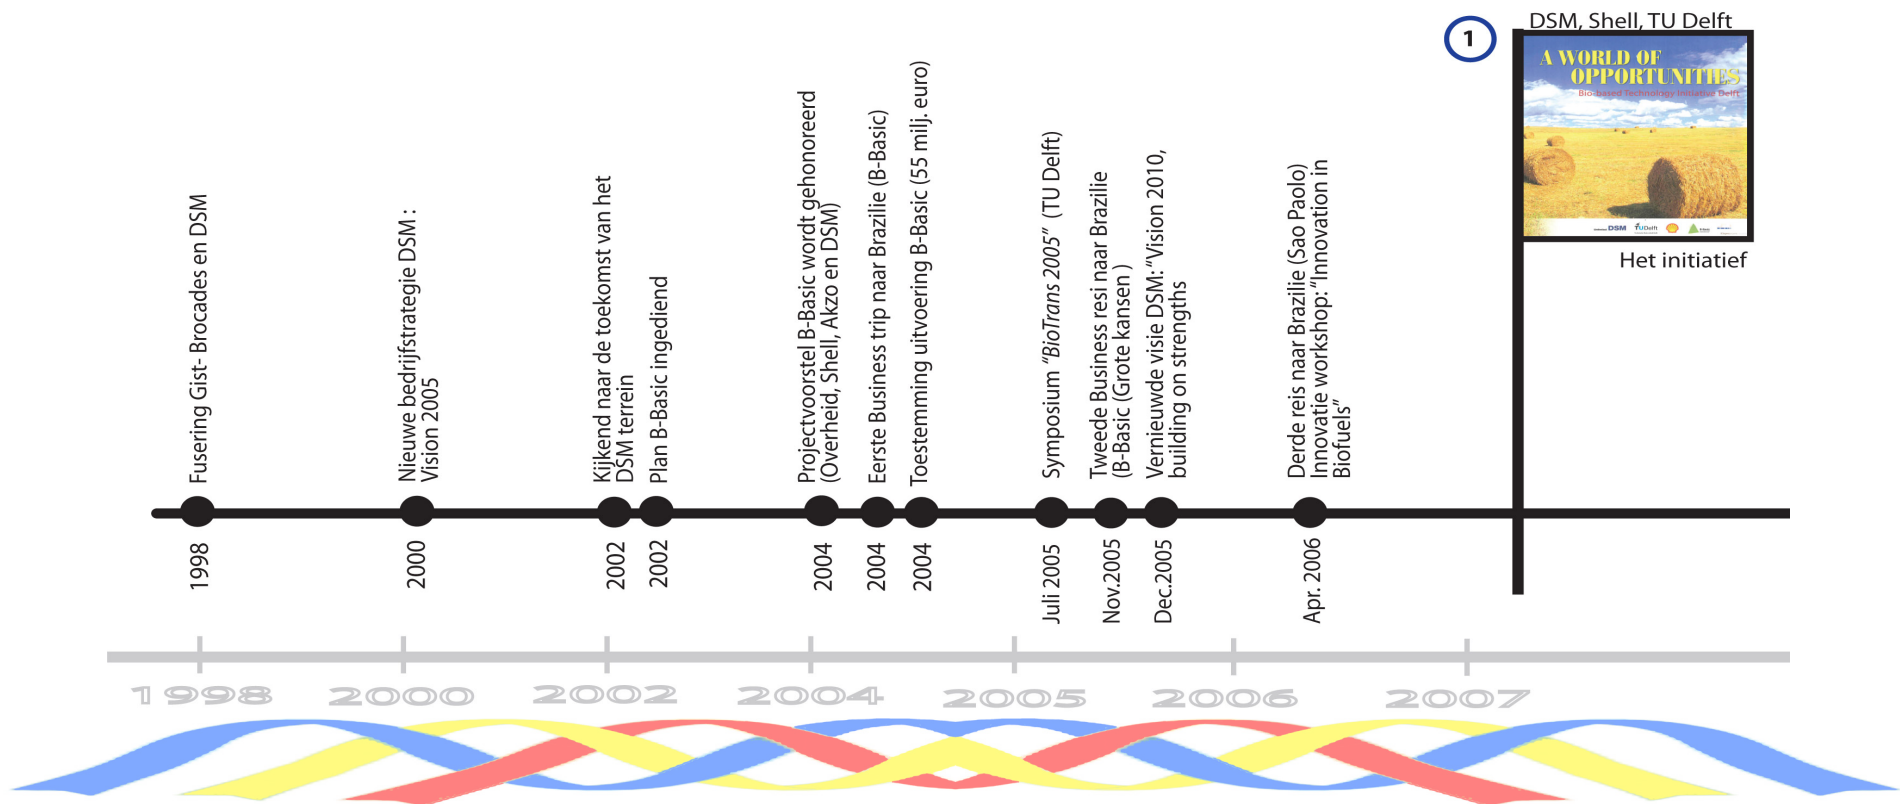 DSM, Shell, TU Delft
1
A WORLD OF
OPPORTUNITIES
Bio-based Technology Initiative Delft
DSM
TUDelft
Het initiatief
Fusering Gist- Brocades en DSM
Nieuwe bedrijfstrategie DSM :
Vision 2005
Kijkend naar de toekomst van het
DSM terrein
Plan B-Basic ingediend
Projectvoorstel B-Basic wordt gehonoreerd
(Overheid, Shell, Akzo en DSM)
Eerste Business trip naar Brazilie (B-Basic)
Toestemming uitvoering B-Basic (55 milj. euro)
Symposium “BioTrans 2005” (TU Delft)
Tweede Business resi naar Brazilie
(B-Basic (Grote kansen )
Vernieuwde visie DSM: “Vision 2010,
building on strengths
Derde reis naar Brazilie (Sao Paolo)
Innovatie workshop: “Innovation in
Biofuels”
1998
2000
2002
2002
2004
2004
2004
Juli 2005
Nov.2005
Dec.2005
Apr. 2006
1998
2000
2002
2004
2005
2006
2007